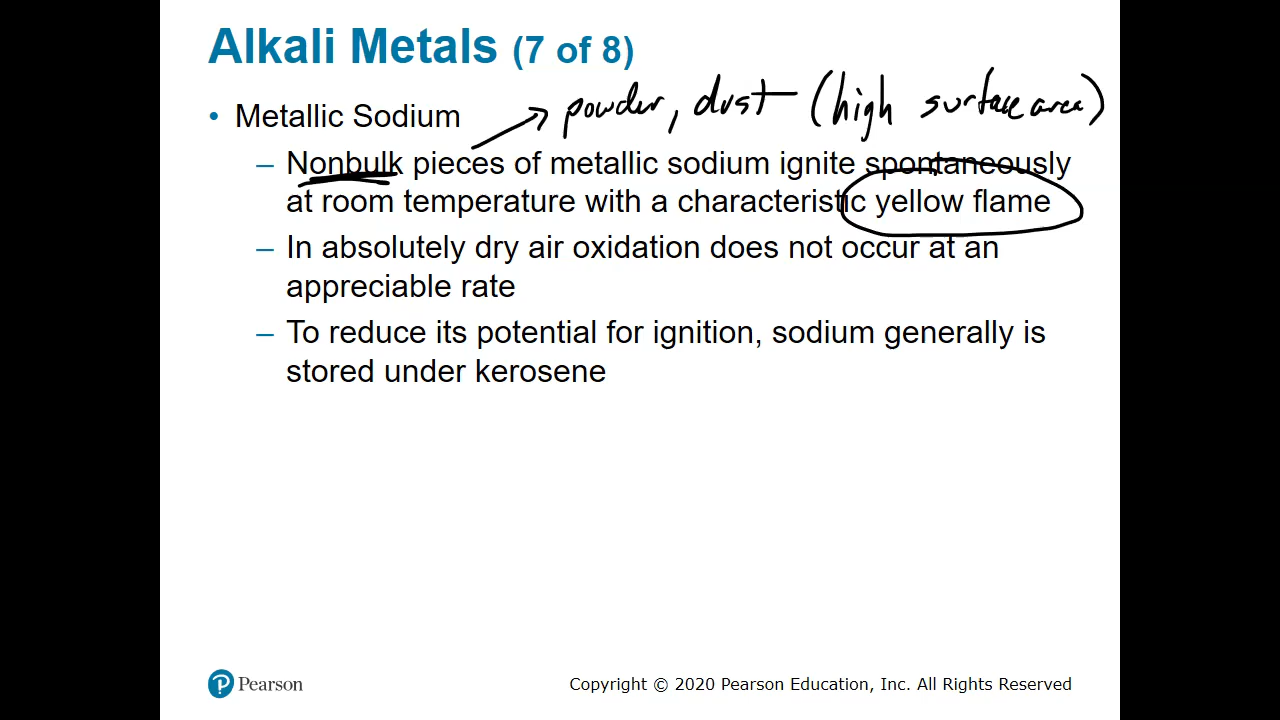 Alkali Metals (7 of 8)
powder, dust (high surface area)
• Metallic Sodium
– Nonbulk pieces of metallic sodium ignite spontaneously
at room temperature with a characteristic yellow flame
– In absolutely dry air oxidation does not occur at an
appreciable rate
– To reduce its potential for ignition, sodium generally is
stored under kerosene
P Pearson
Copyright © 2020 Pearson Education, Inc. All Rights Reserved